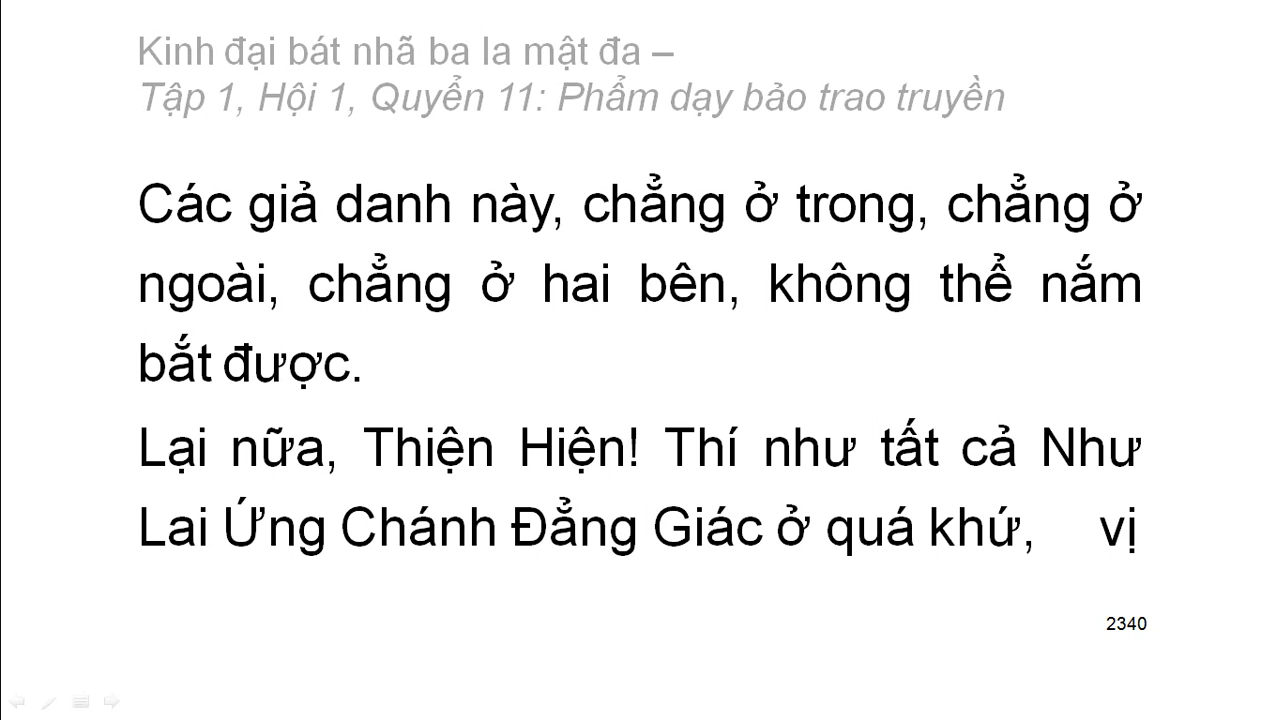 Kinh đại bát nhã ba la mật đa –
Tập 1, Hội 1, Quyển 11: Phẩm dạy bảo trao truyền
Các giả danh này, chẳng ở trong, chẳng ở
ngoài, chẳng ở hai bên, không thể nắm
bắt được.
Lại nữa, Thiện Hiện! Thí như tất cả Như
Lai Ứng Chánh Đẳng Giác ở quá khứ, vị
2340